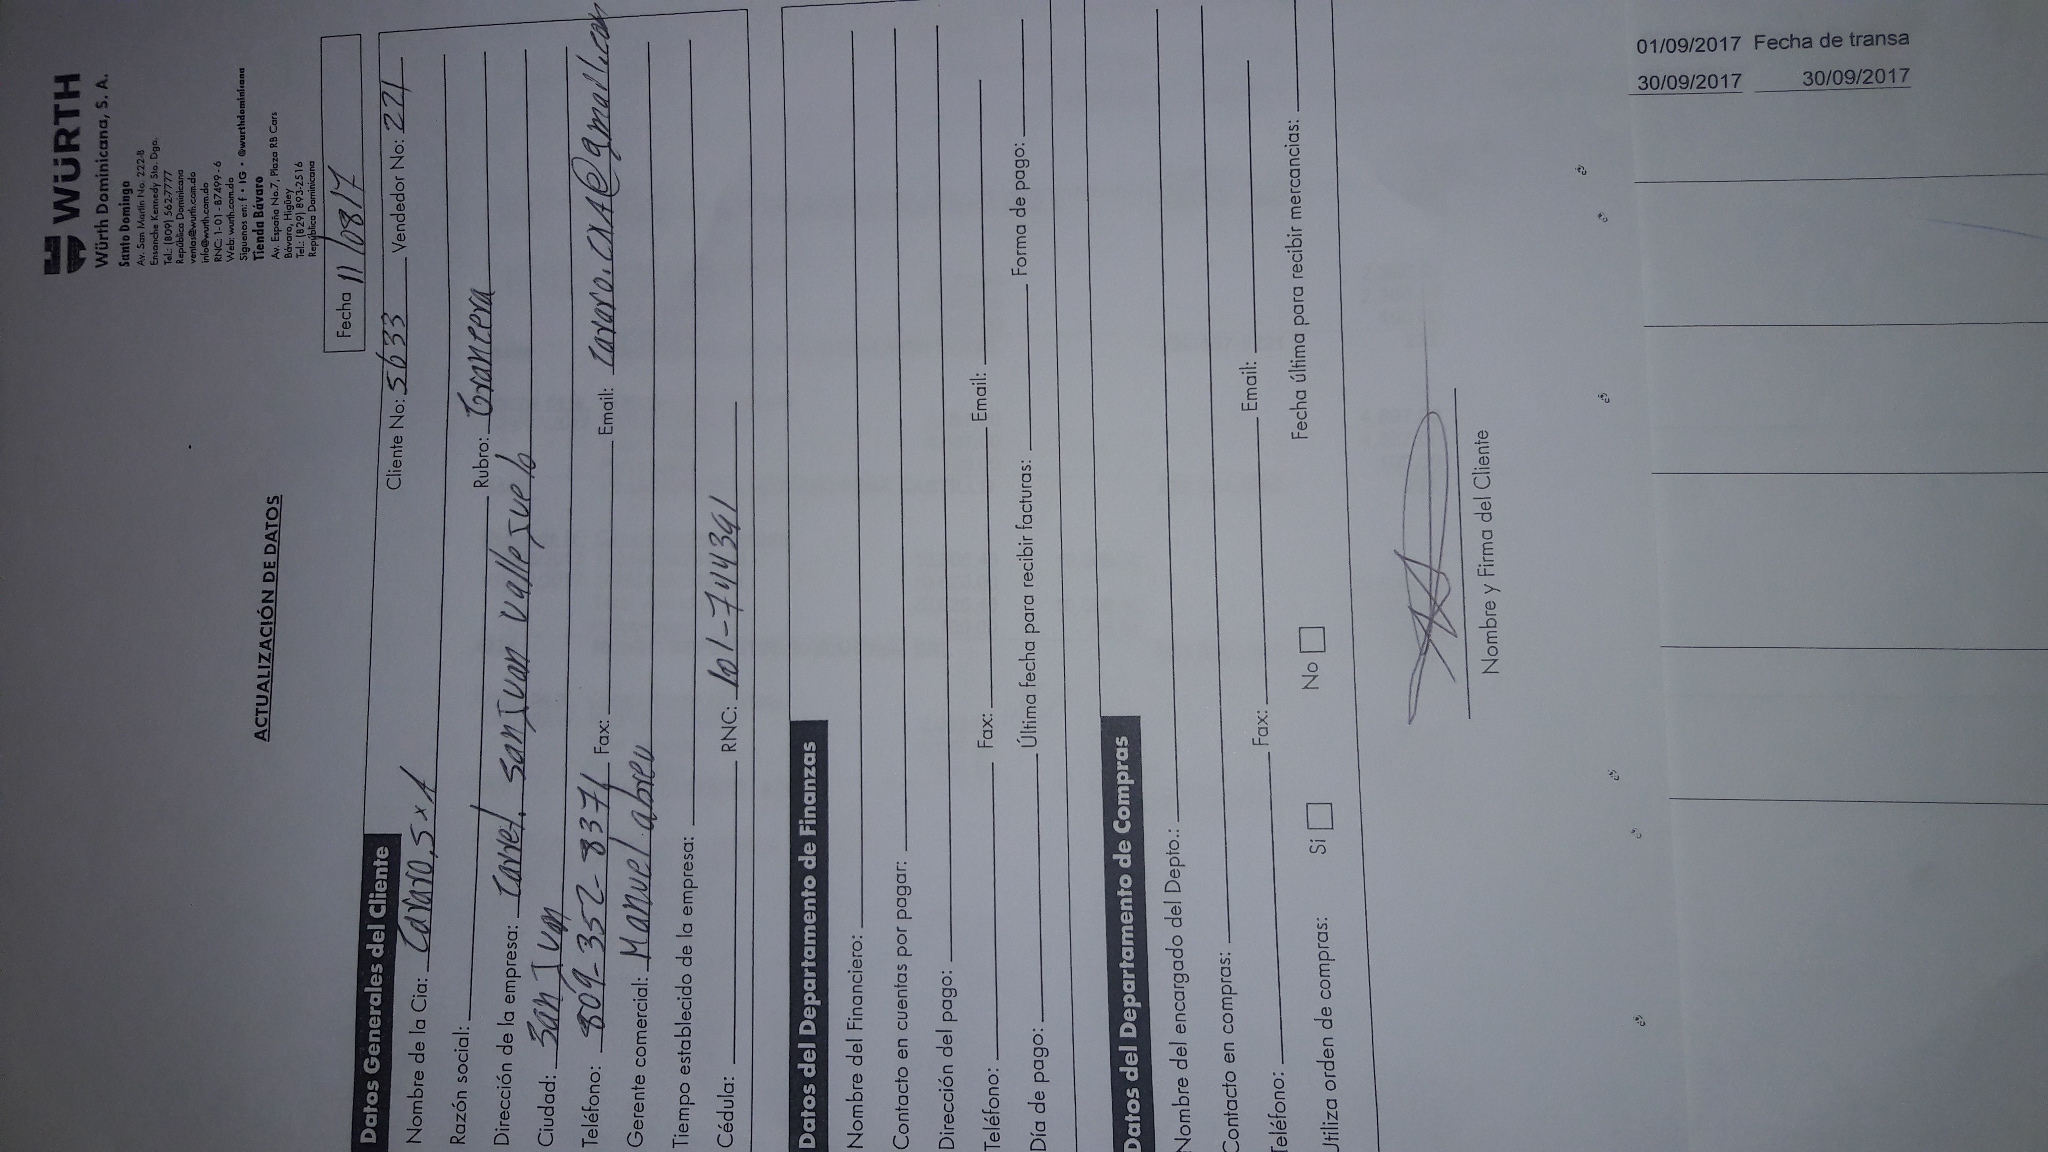 WÜRTH
Würth Dominicana, S. A.
Santo Domingo
Av. San Martín No. 222-B
Ensanche Kennedy Sto. Dgo.
Tel.: (809) 562-7777
República Dominicana
ventas@wurth.com.do
info@wurth.com.do
RNC: 1-01-87499-6
Web: wurth.com.do
Siguenos en: f • IG • @wurthdominicana
Tienda Bávaro
Av. España No.7, Plaza RB Cars
Bávaro, Higüey
Tel.: (829) 893-2516
República Dominicana
ACTUALIZACIÓN DE DATOS
Fecha 11/08/7
Datos Generales del Cliente
Cliente No: 5633 Vendedor No: 221
Nombre de la Cia: Cararo, SxA
Razón social:
Rubro: Grancera
Dirección de la empresa: Carret. San Juan Vallejuelo
Ciudad: San Juan
Teléfono: 809-352-8371 Fax: Email: cararo.CXA@gmail.com
Gerente comercial: Manuel abreu
Tiempo establecido de la empresa:
Cédula: RNC: 101-744391
Datos del Departamento de Finanzas
Nombre del Financiero:
Contacto en cuentas por pagar:
Dirección del pago:
Teléfono: Fax: Email:
Día de pago: Última fecha para recibir facturas: Forma de pago:
Datos del Departamento de Compras
Nombre del encargado del Depto.:
Contacto en compras:
Teléfono: Fax: Email:
Utiliza orden de compras: Si No Fecha última para recibir mercancias:
Nombre y Firma del Cliente
01/09/2017 Fecha de transa
30/09/2017 30/09/2017